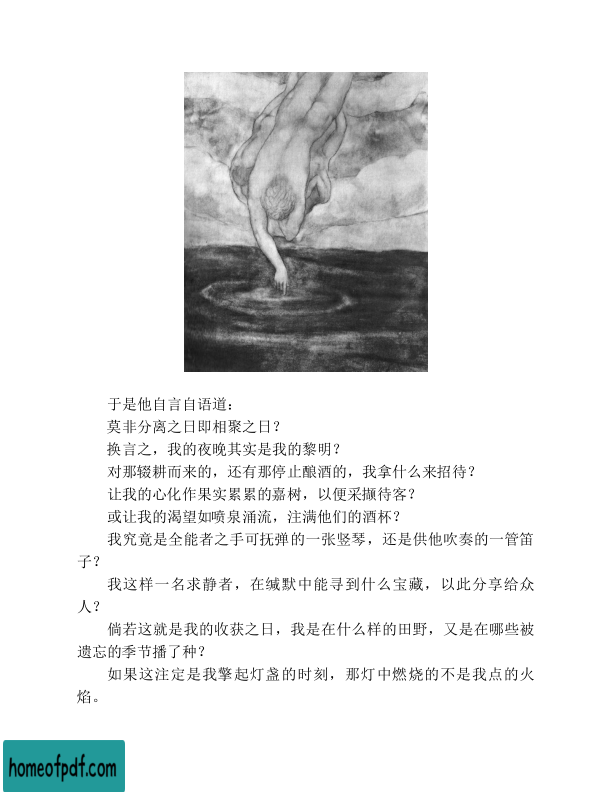 于是他自言自语道：
莫非分离之日即相聚之日？
换言之，我的夜晚其实是我的黎明？
对那辍耕而来的，还有那停止酿酒的，我拿什么来招待？
让我的心化作果实累累的嘉树，以便采撷待客？
或让我的渴望如喷泉涌流，注满他们的酒杯？
我究竟是全能者之手可抚弹的一张竖琴，还是供他吹奏的一管笛
子？
我这样一名求静者，在缄默中能寻到什么宝藏，以此分享给众
人？
倘若这就是我的收获之日，我是在什么样的田野，又是在哪些被
遗忘的季节播了种？
如果这注定是我擎起灯盏的时刻，那灯中燃烧的不是我点的火
焰。
homeofpdf.com